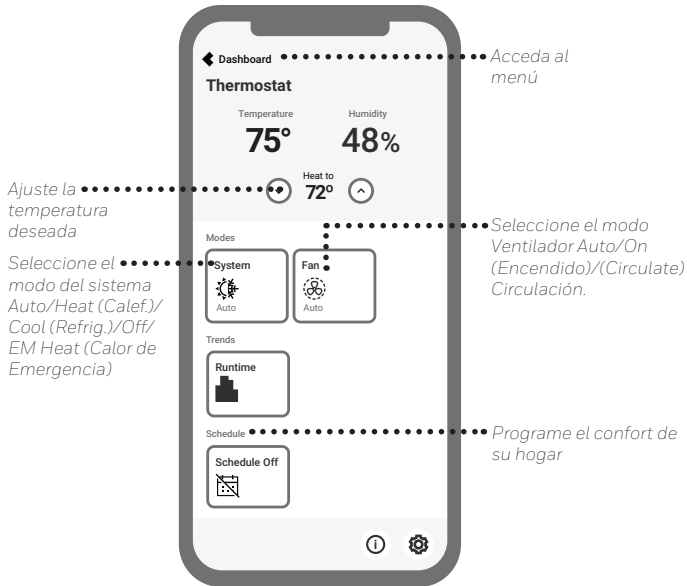 Dashboard
Acceda al
menú
Thermostat
Temperature
Humidity
75°
48%
Heat to
72°
Ajuste la
temperatura
deseada
Modes
Seleccione el modo
Ventilador Auto/On
(Encendido)/(Circulate)
Circulación.
Seleccione el
modo del sistema
Auto/Heat (Calef.)/
Cool (Refrig.)/Off/
EM Heat (Calor de
Emergencia)
System
Auto
Fan
Auto
Trends
Runtime
Schedule
Programe el confort de
su hogar
Schedule Off